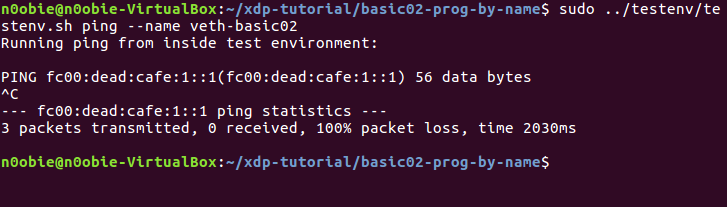 n0obie@n0obie-VirtualBox:~/xdp-tutorial/basic02-prog-by-name$ sudo ../testenv/te
stenv.sh ping --name veth-basic02
Running ping from inside test environment:
PING fc00:dead:cafe:1::1(fc00:dead:cafe:1::1) 56 data bytes
^C
--- fc00:dead:cafe:1::1 ping statistics ---
3 packets transmitted, 0 received, 100% packet loss, time 2030ms
n0obie@n0obie-VirtualBox:~/xdp-tutorial/basic02-prog-by-name$